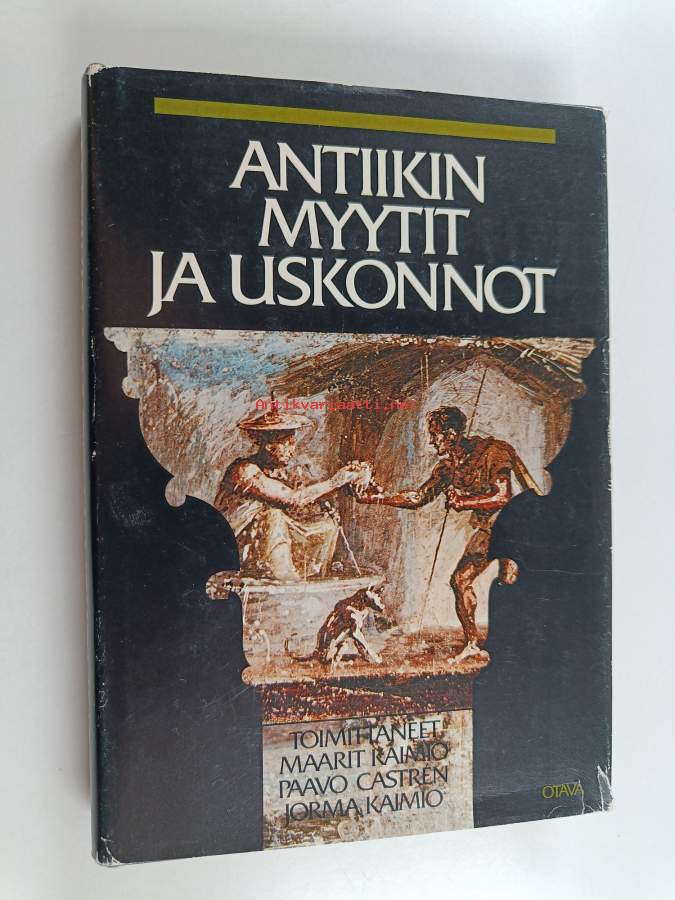 ANTIIKIN
MYYTIT
JA USKONNOT
Antikvariaatti.net
TOIMITTANEET
MAARIT KAIMIO
PAAVO CASTRÉN
JORMA KAIMIO
OTAVA